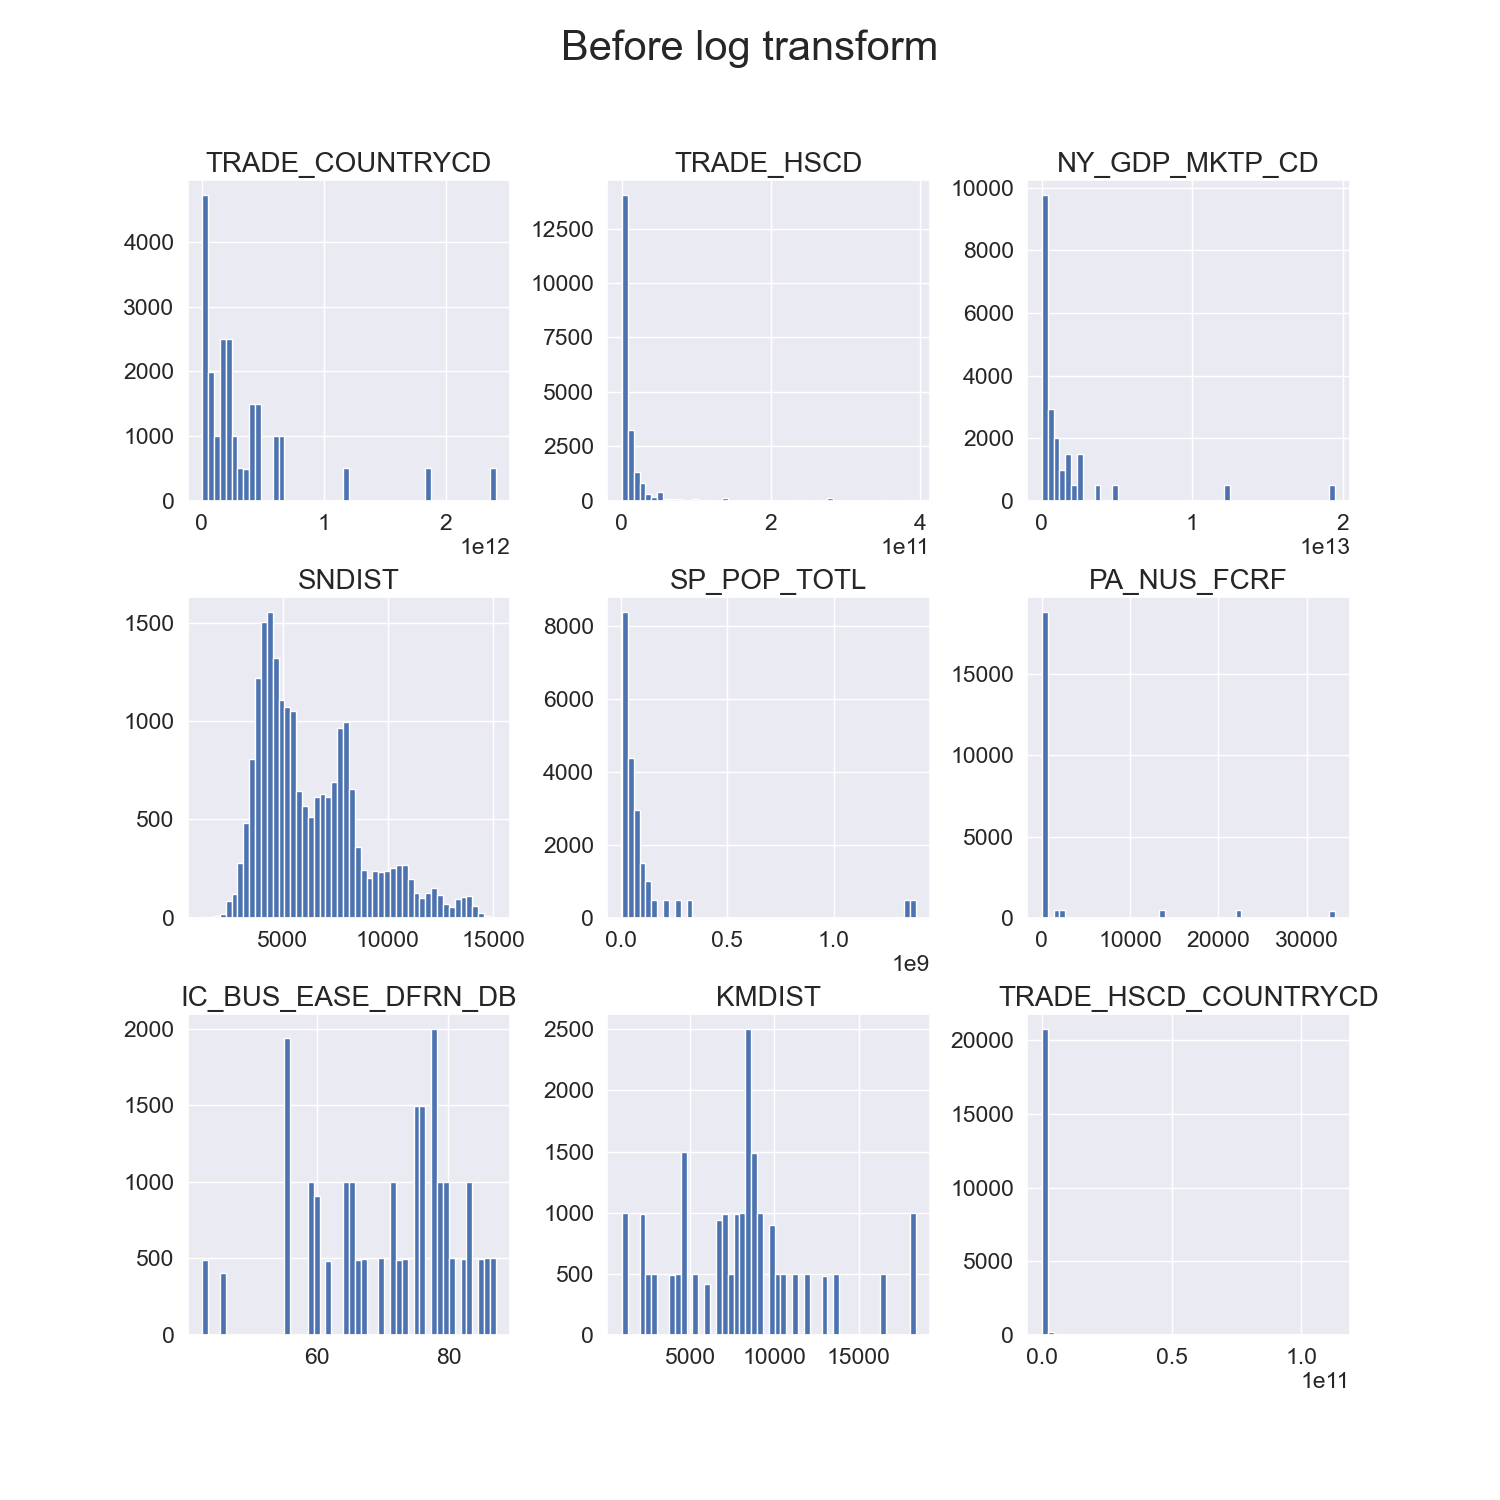 Before log transform
TRADE_COUNTRYCD
4000
3000
2000
1000
0
0 1 2
1e12
TRADE_HSCD
12500
10000
7500
5000
2500
0
0 2 4
1e11
NY_GDP_MKTP_CD
10000
8000
6000
4000
2000
0
0 1 2
1e13
SNDIST
1500
1000
500
0
5000 10000 15000
SP_POP_TOTL
8000
6000
4000
2000
0
0.0 0.5 1.0
1e9
PA_NUS_FCRF
15000
10000
5000
0
0 10000 20000 30000
IC_BUS_EASE_DFRN_DB
2000
1500
1000
500
0
60 80
KMDIST
2500
2000
1500
1000
500
0
5000 10000 15000
TRADE_HSCD_COUNTRYCD
20000
15000
10000
5000
0
0.0 0.5 1.0
1e11